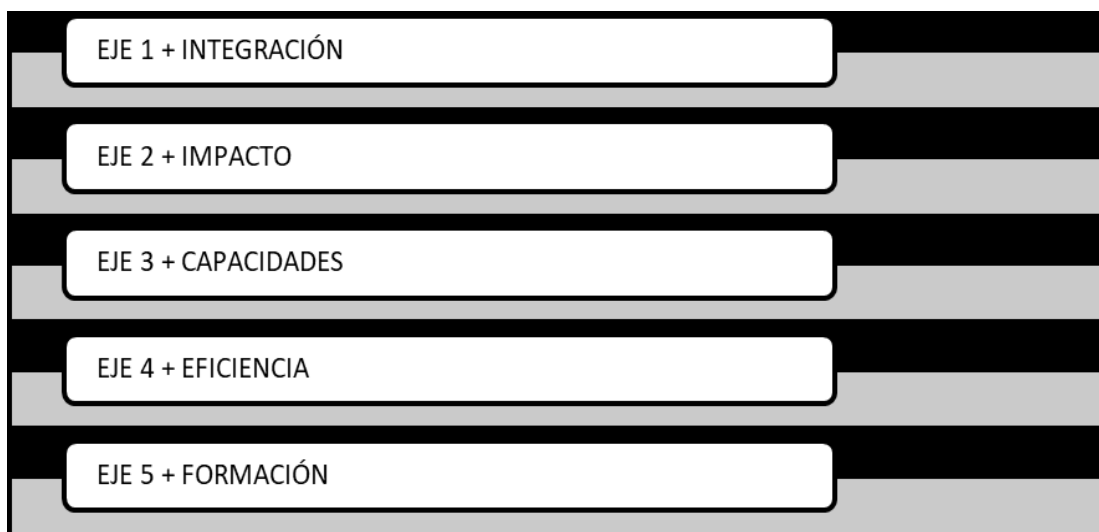 EJE 1 + INTEGRACIÓN
EJE 2 + IMPACTO
EJE 3 + CAPACIDADES
EJE 4 + EFICIENCIA
EJE 5 + FORMACIÓN